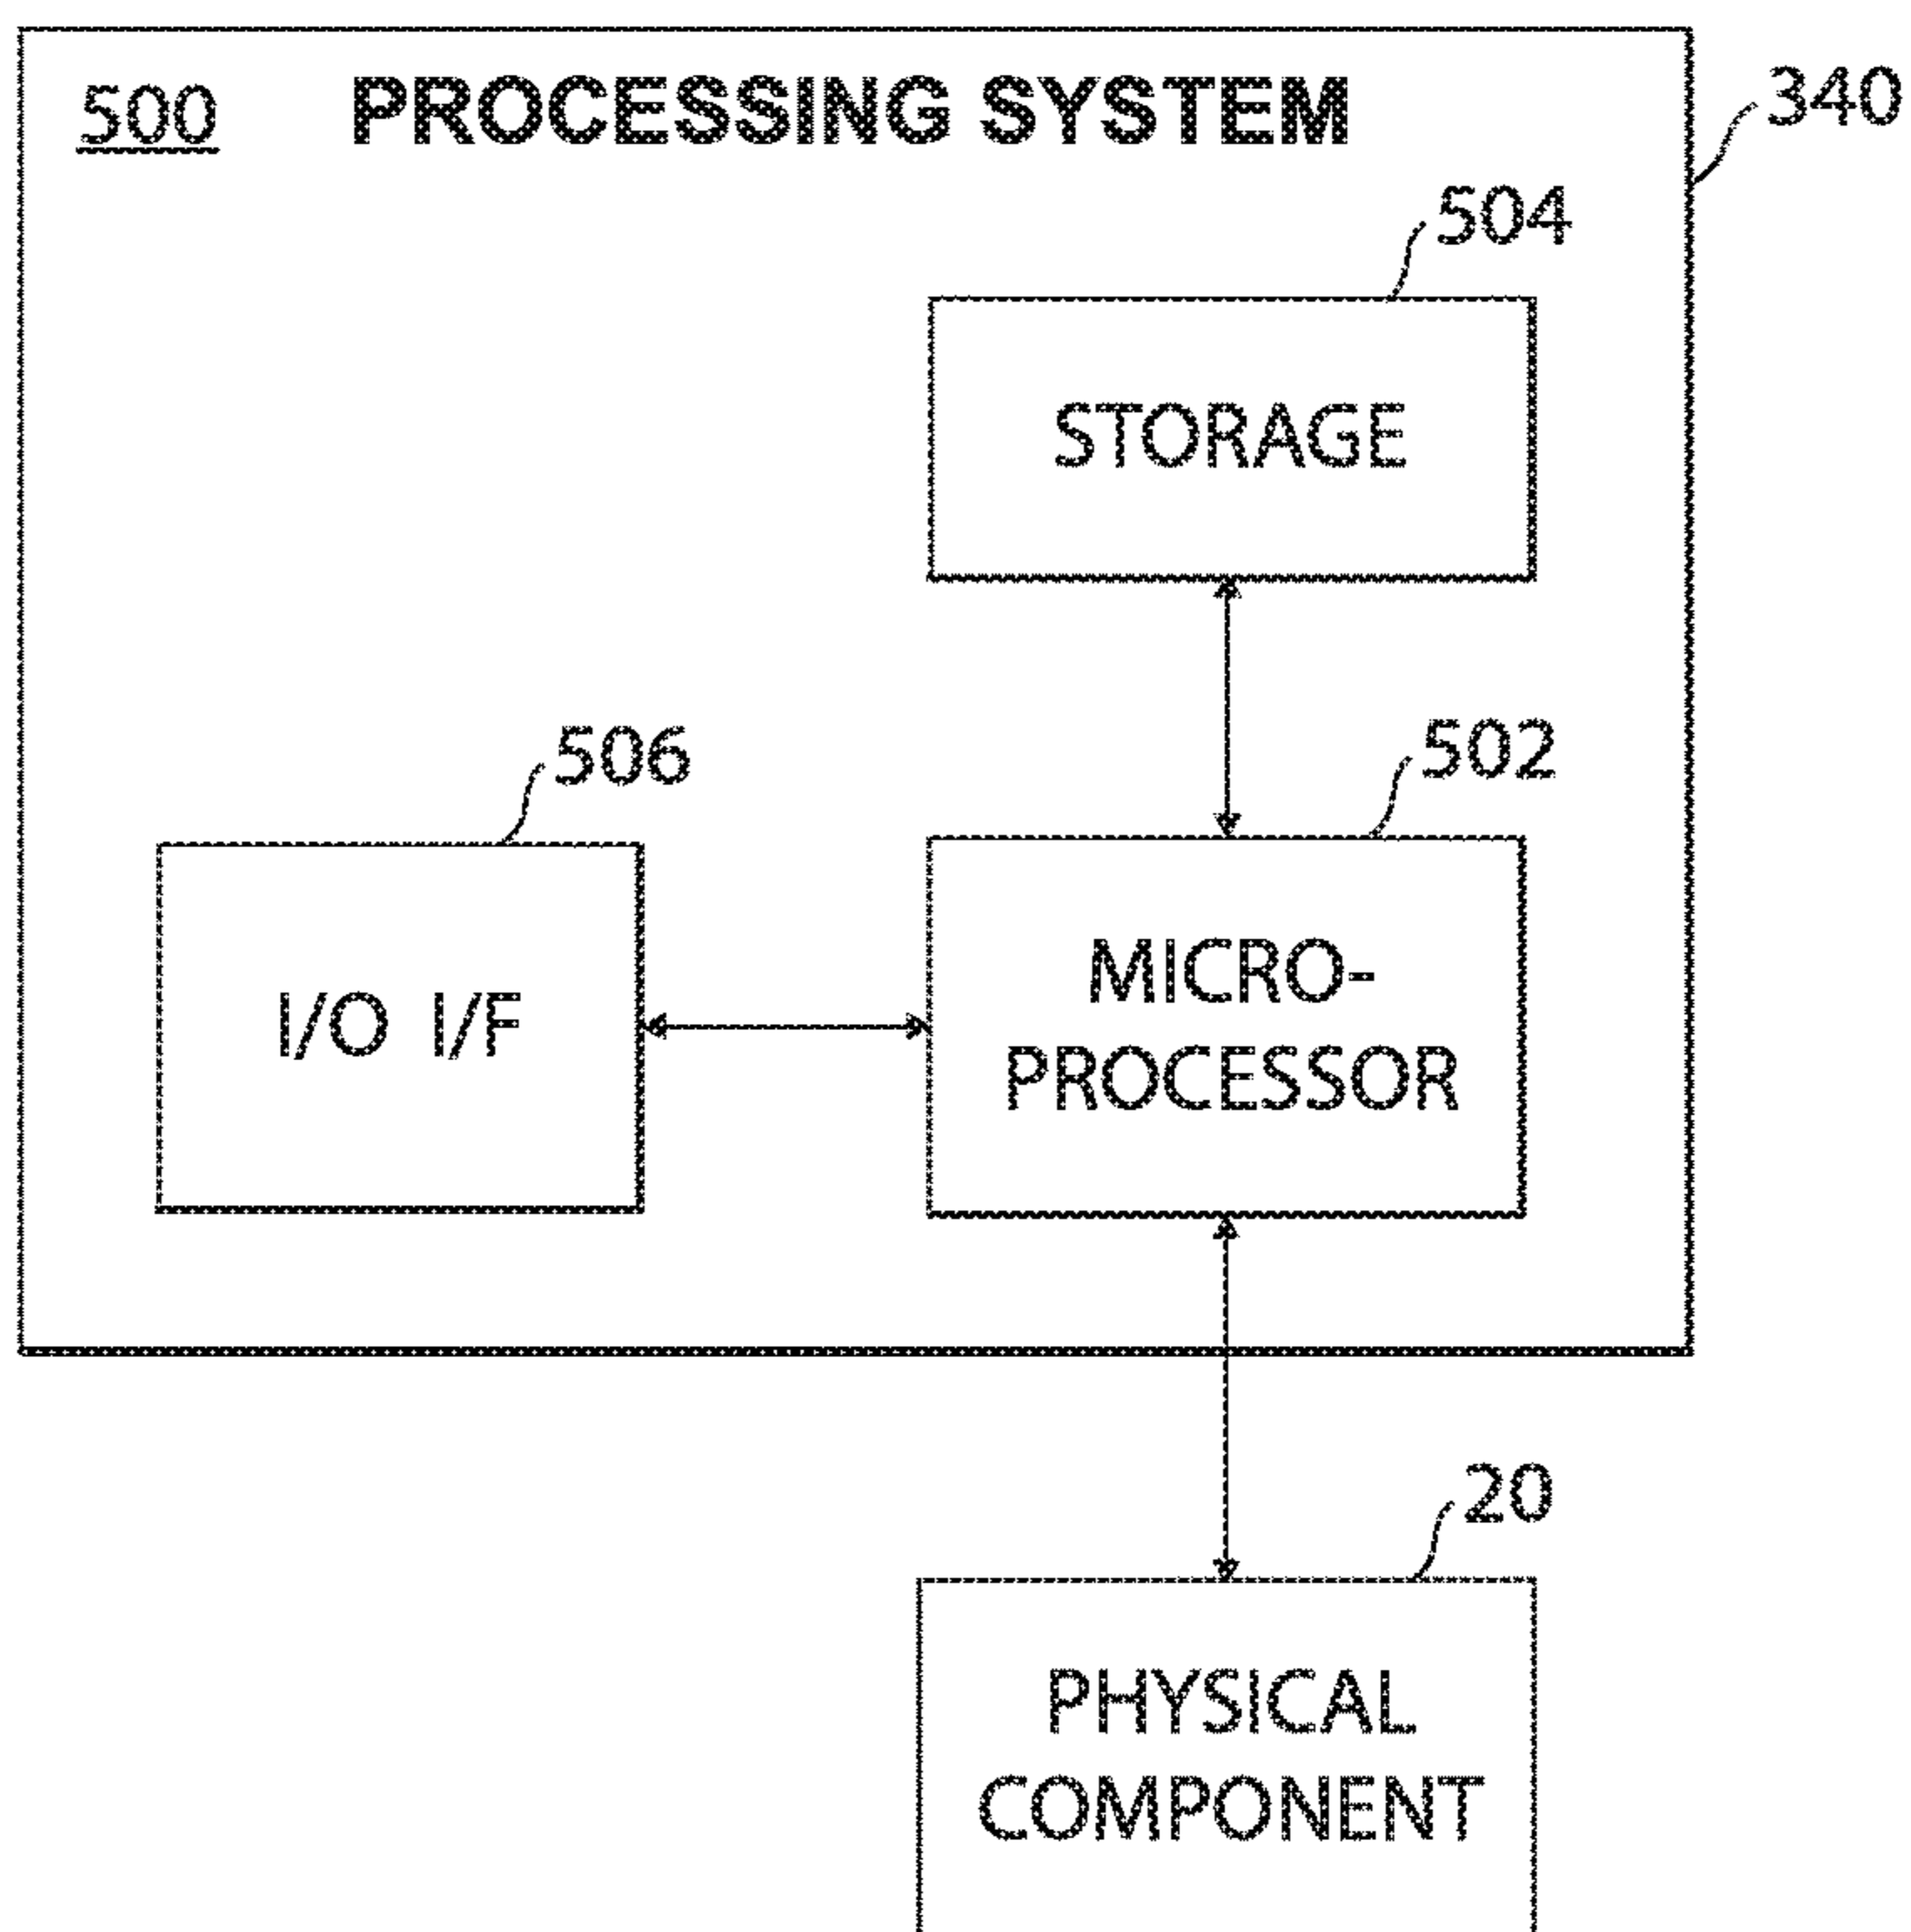 500 PROCESSING SYSTEM
340
504
STORAGE
506
502
I/O I/F
MICRO-
PROCESSOR
20
PHYSICAL
COMPONENT